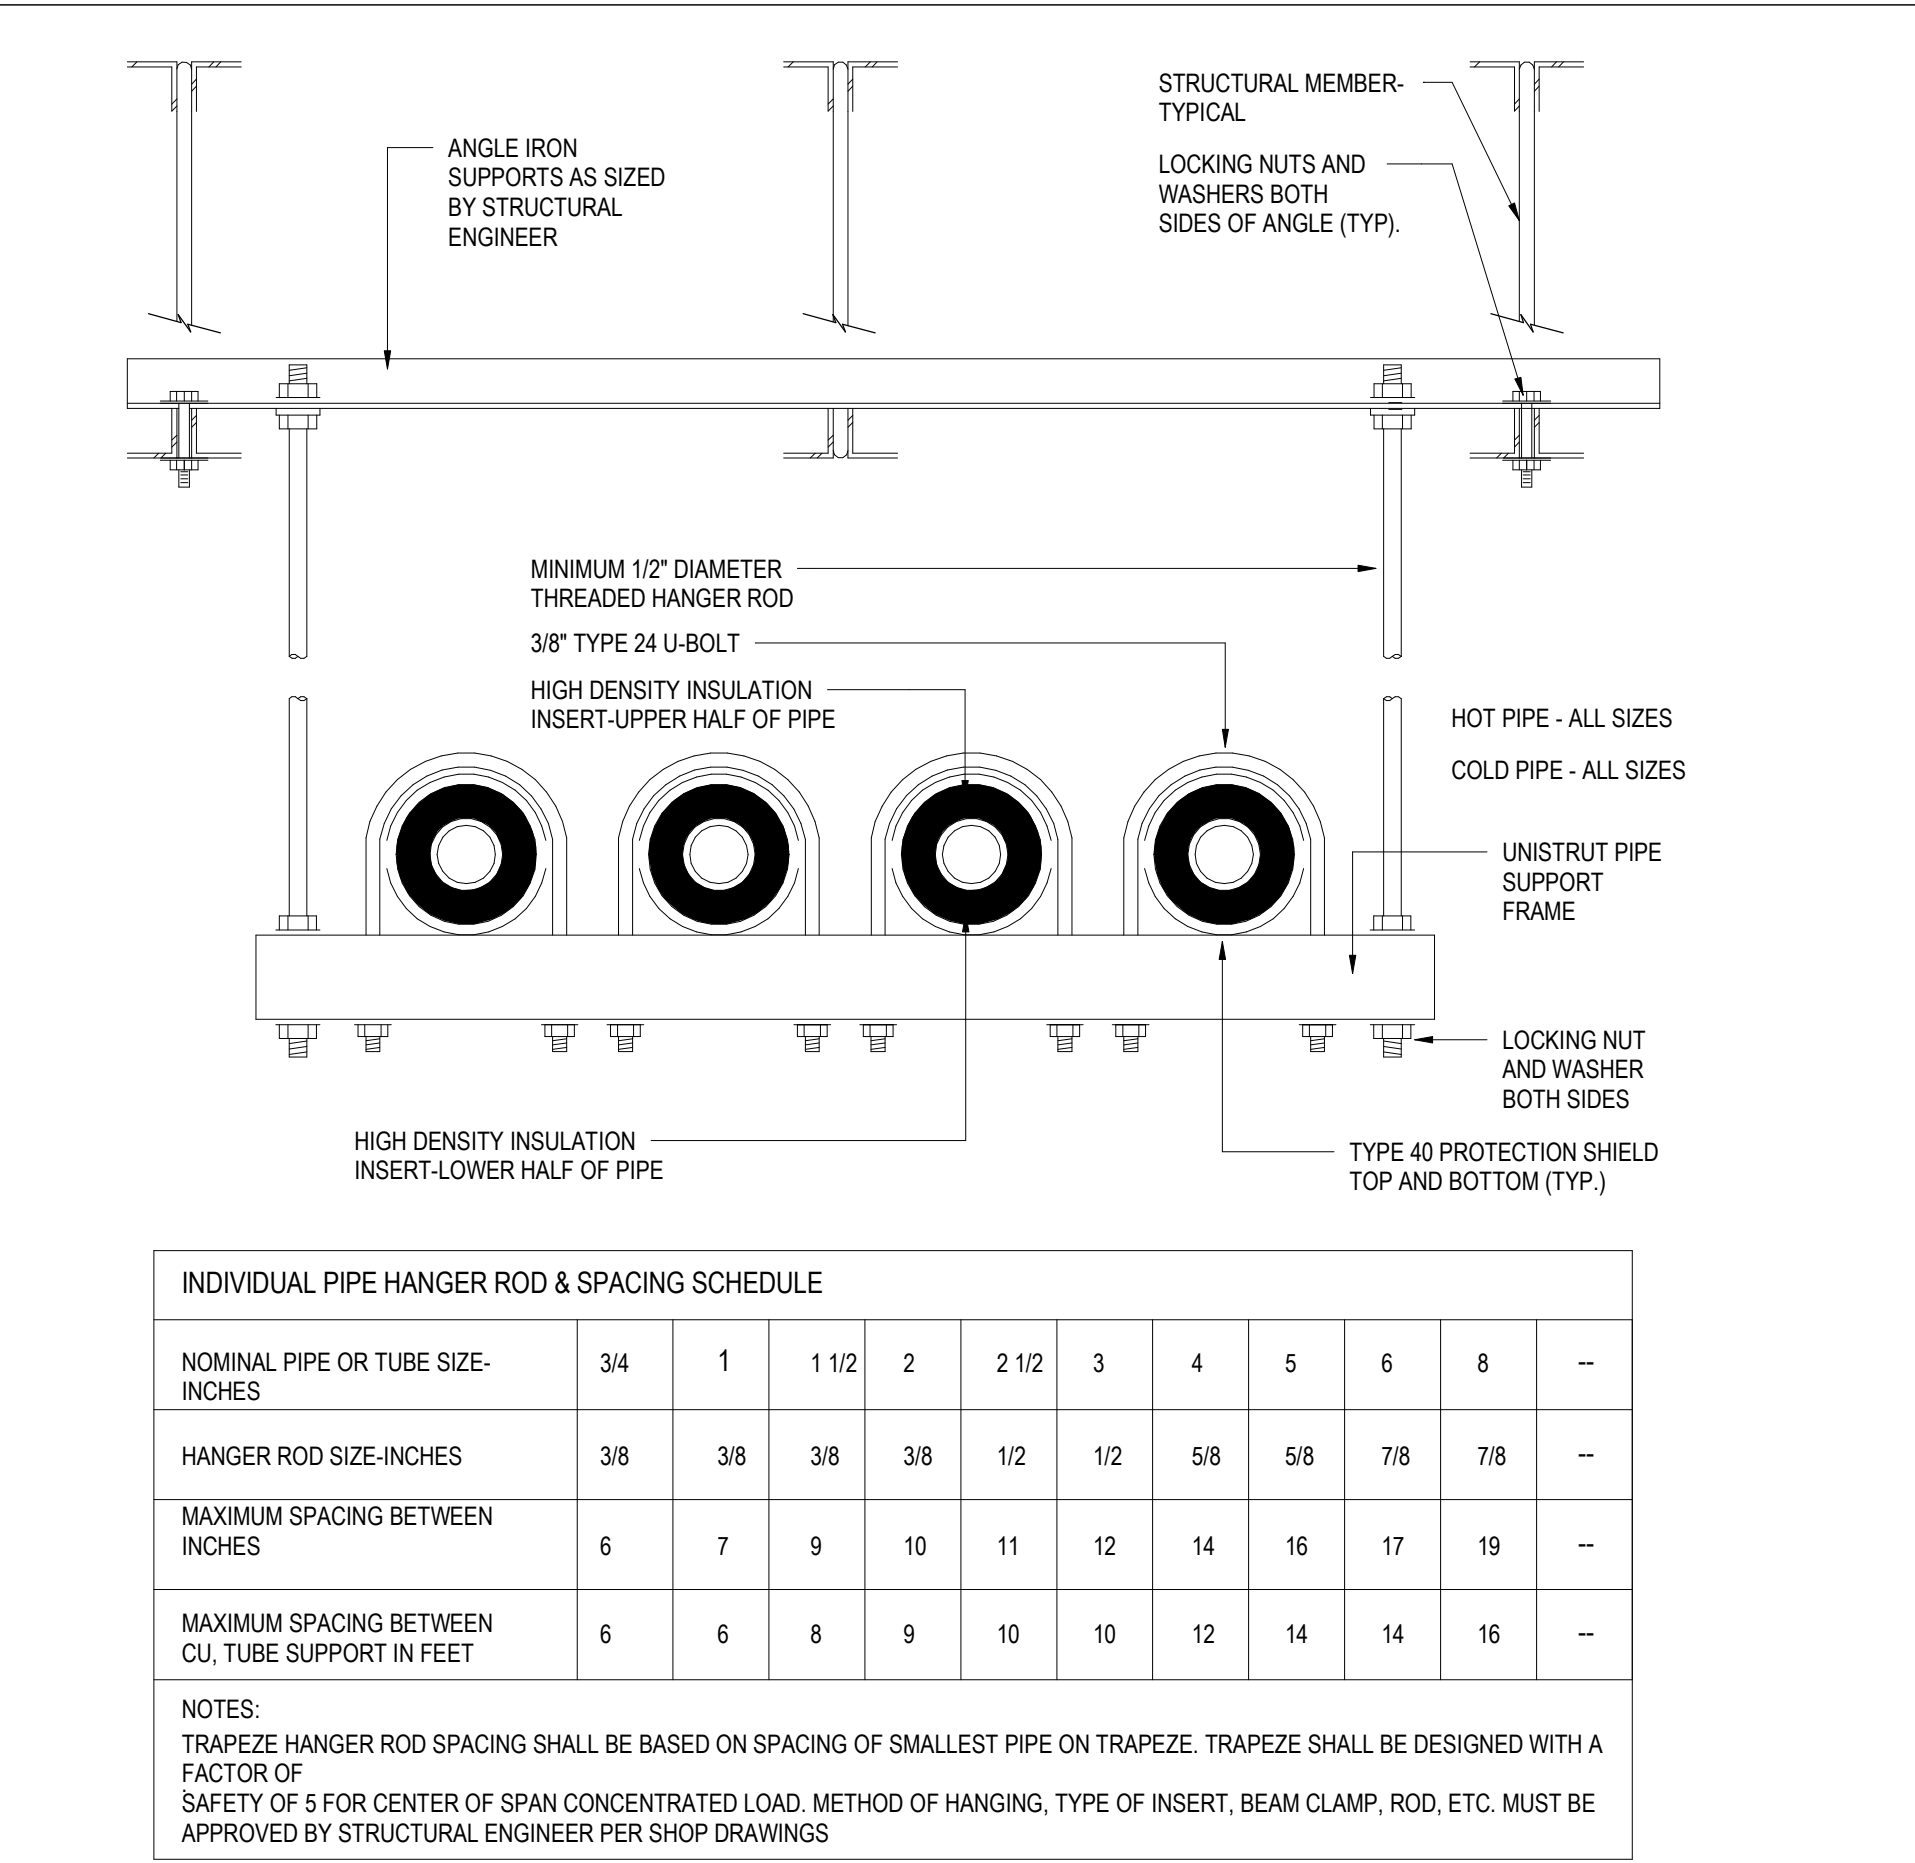 STRUCTURAL MEMBER-
TYPICAL
ANGLE IRON
SUPPORTS AS SIZED
BY STRUCTURAL
ENGINEER
LOCKING NUTS AND
WASHERS BOTH
SIDES OF ANGLE (TYP).
MINIMUM 1/2" DIAMETER
THREADED HANGER ROD
3/8" TYPE 24 U-BOLT
HIGH DENSITY INSULATION
INSERT-UPPER HALF OF PIPE
HOT PIPE - ALL SIZES
COLD PIPE - ALL SIZES
UNISTRUT PIPE
SUPPORT
FRAME
LOCKING NUT
AND WASHER
BOTH SIDES
HIGH DENSITY INSULATION
INSERT-LOWER HALF OF PIPE
TYPE 40 PROTECTION SHIELD
TOP AND BOTTOM (TYP.)
INDIVIDUAL PIPE HANGER ROD & SPACING SCHEDULE
NOMINAL PIPE OR TUBE SIZE-
INCHES
3/4 1 1 1/2 2 2 1/2 3 4 5 6 8 --
HANGER ROD SIZE-INCHES 3/8 3/8 3/8 3/8 1/2 1/2 5/8 5/8 7/8 7/8 --
MAXIMUM SPACING BETWEEN
INCHES
6 7 9 10 11 12 14 16 17 19 --
MAXIMUM SPACING BETWEEN
CU, TUBE SUPPORT IN FEET
6 6 8 9 10 10 12 14 14 16 --
NOTES:
TRAPEZE HANGER ROD SPACING SHALL BE BASED ON SPACING OF SMALLEST PIPE ON TRAPEZE. TRAPEZE SHALL BE DESIGNED WITH A
FACTOR OF
SAFETY OF 5 FOR CENTER OF SPAN CONCENTRATED LOAD. METHOD OF HANGING, TYPE OF INSERT, BEAM CLAMP, ROD, ETC. MUST BE
APPROVED BY STRUCTURAL ENGINEER PER SHOP DRAWINGS